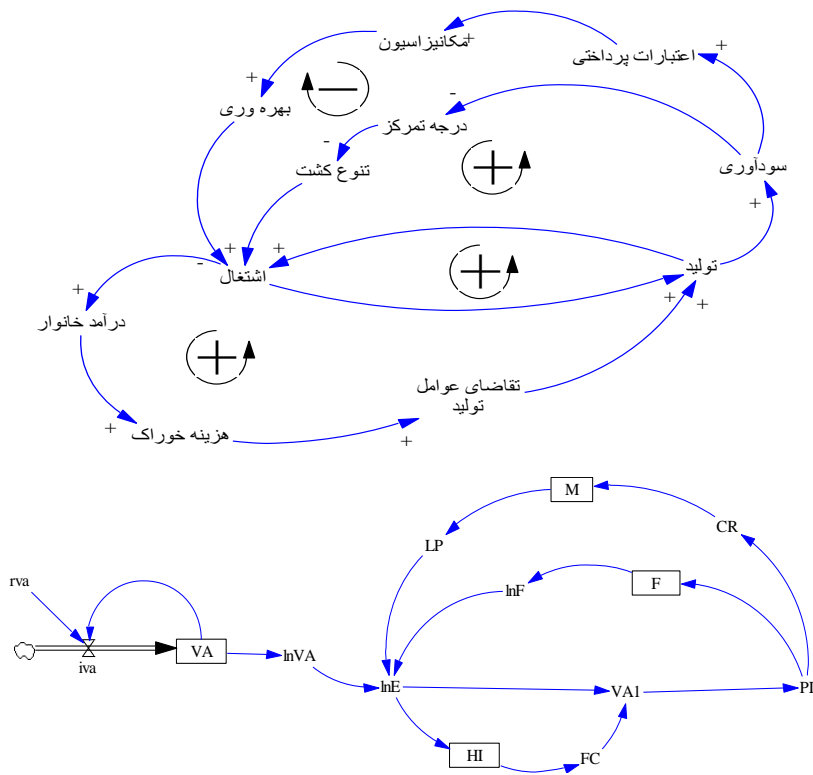 مکانیزاسیون
+
اعتبارات پرداختی
+
+
بهره وری
-
درجه تمرکز
-
تنوع کشت
سودآوری
+
+
+
+
تولید
-
اشتغال
+
+
+
درآمد خانوار
تقاضای عوامل
تولید
+
هزینه خوراک
+
M
CR
LP
rva
lnF
F
iva
VA
lnVA
lnE
VA1
PI
HI
FC